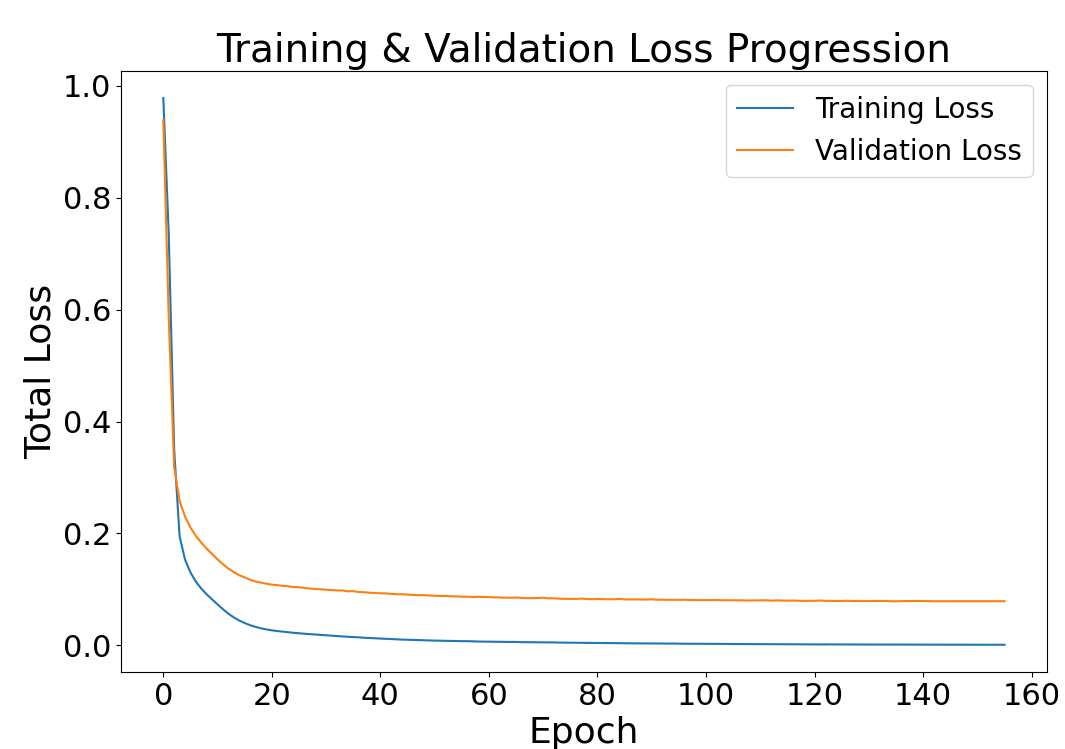 Training & Validation Loss Progression
Training Loss
Validation Loss
Total Loss
1.0
0.8
0.6
0.4
0.2
0.0
0 20 40 60 80 100 120 140 160
Epoch